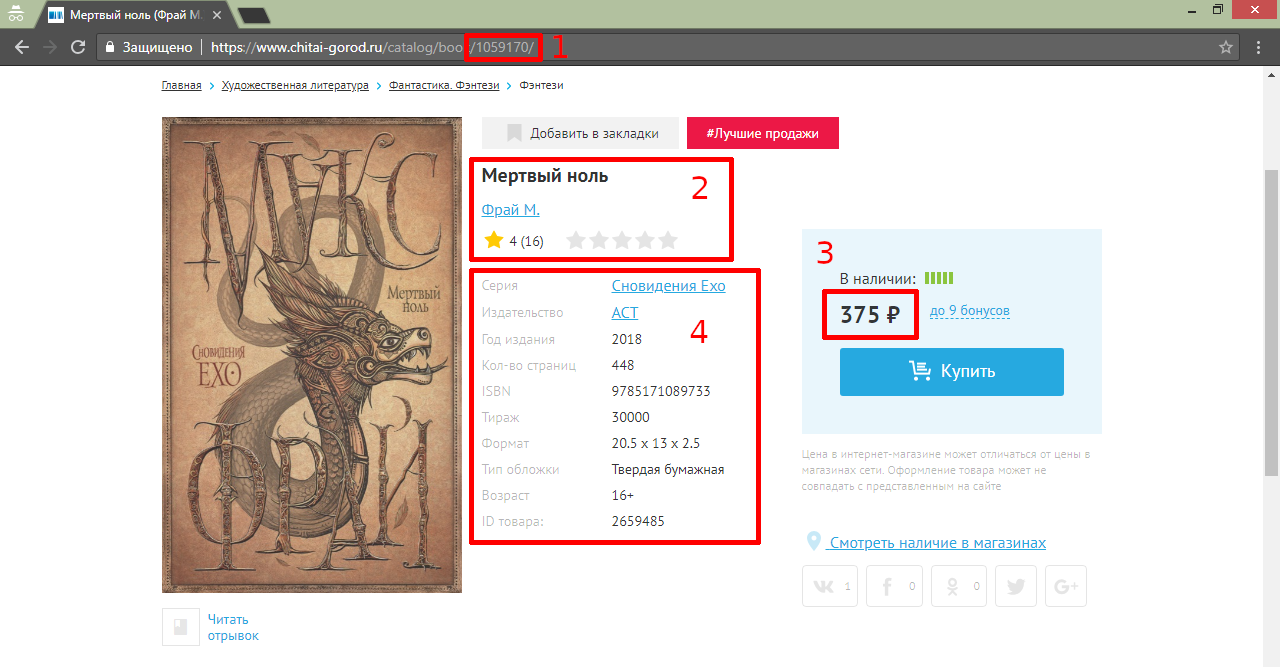 Мертвый ноль (Фрай М.
Защищено https://www.chitai-gorod.ru/catalog/boo /1059170/ 1
Главная > Художественная литература > Фантастика. Фэнтези > Фэнтези
Добавить в закладки
#Лучшие продажи
Мертвый ноль
2
Фрай М.
4 (16)
4
Серия Сновидения Ехо
Издательство АСТ
Год издания 2018
Кол-во страниц 448
ISBN 9785171089733
Тираж 30000
Формат 20.5 x 13 x 2.5
Тип обложки Твердая бумажная
Возраст 16+
ID товара: 2659485
3
В наличии:
375 ₽ до 9 бонусов
Купить
Цена в интернет-магазине может отличаться от цены в
магазинах сети. Оформление товара может не
совпадать с представленным на сайте
Смотреть наличие в магазинах
1
0
0
G+
МАКС
Мертвый
ноль
Сновидения
ЕХО
ФРАЙ
Читать
отрывок